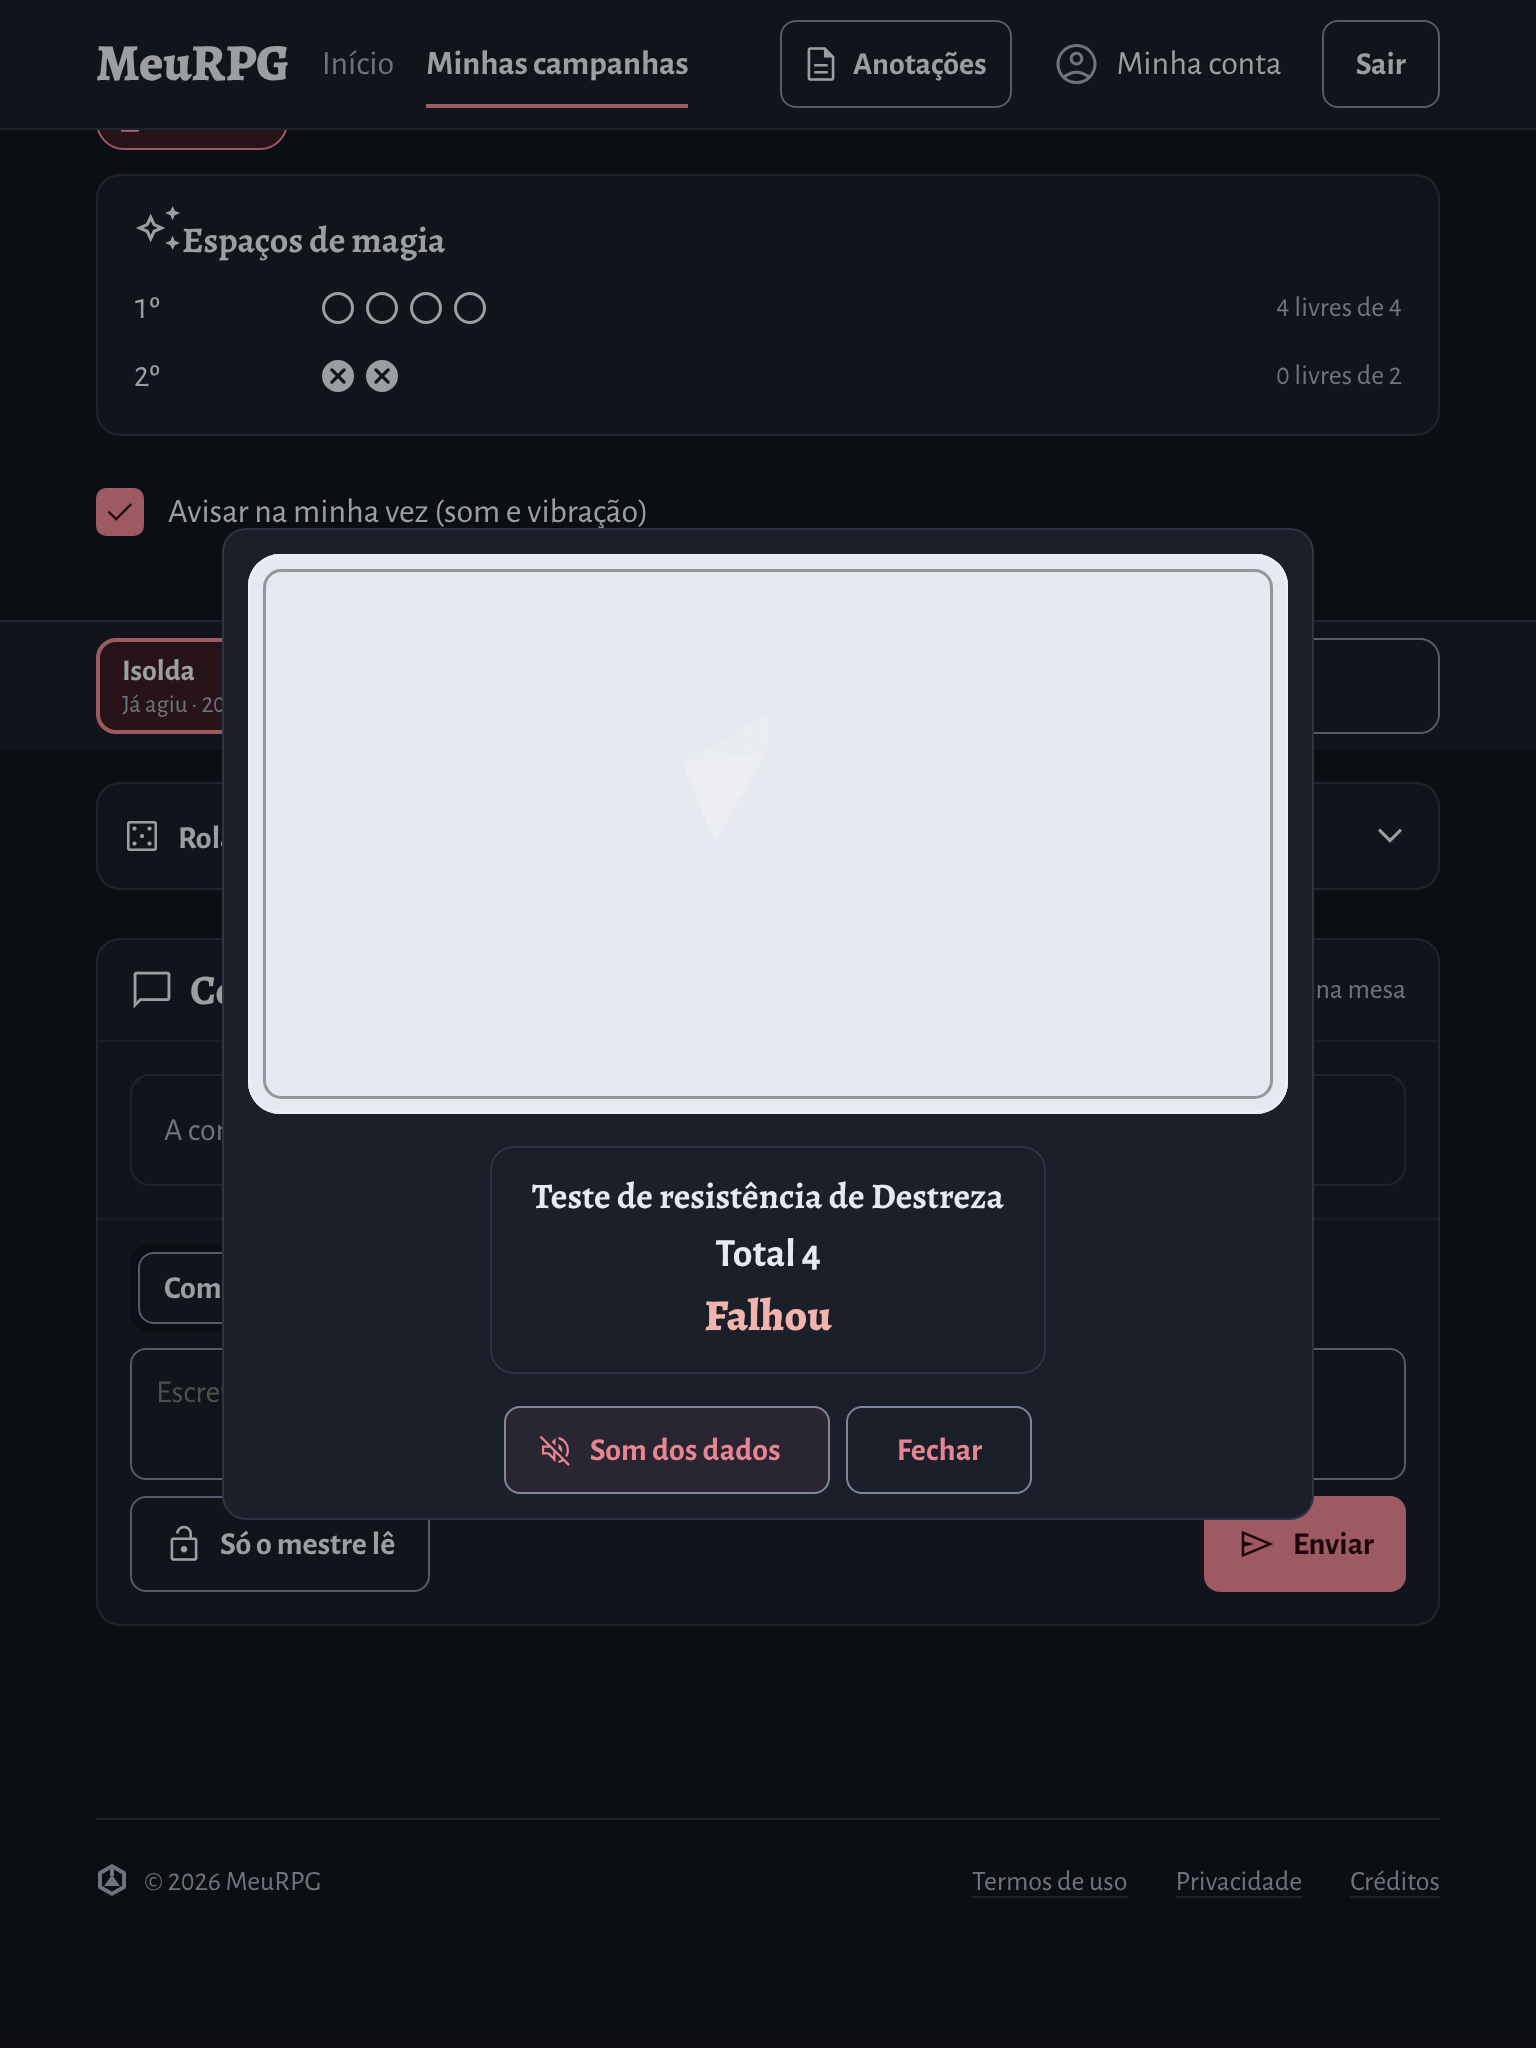 MeuRPG Início Minhas campanhas Anotações Minha conta Sair
Espaços de magia
1º 4 livres de 4
2º 0 livres de 2
Avisar na minha vez (som e vibração)
Isolda
Já agiu · 20
Teste de resistência de Destreza
Total 4
Falhou
na mesa
Som dos dados Fechar
Só o mestre lê Enviar
© 2026 MeuRPG Termos de uso Privacidade Créditos